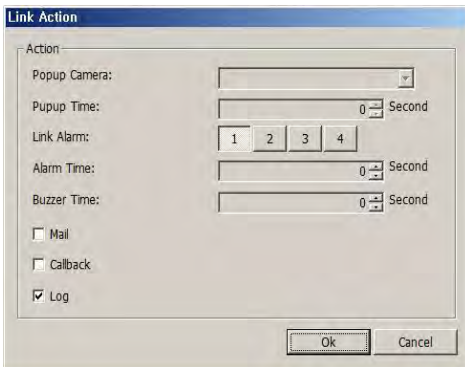 Link Action
Action
Popup Camera:
Pupup Time: 0 Second
Link Alarm: 1 2 3 4
Alarm Time: 0 Second
Buzzer Time: 0 Second
Mail
Callback
Log
Ok Cancel